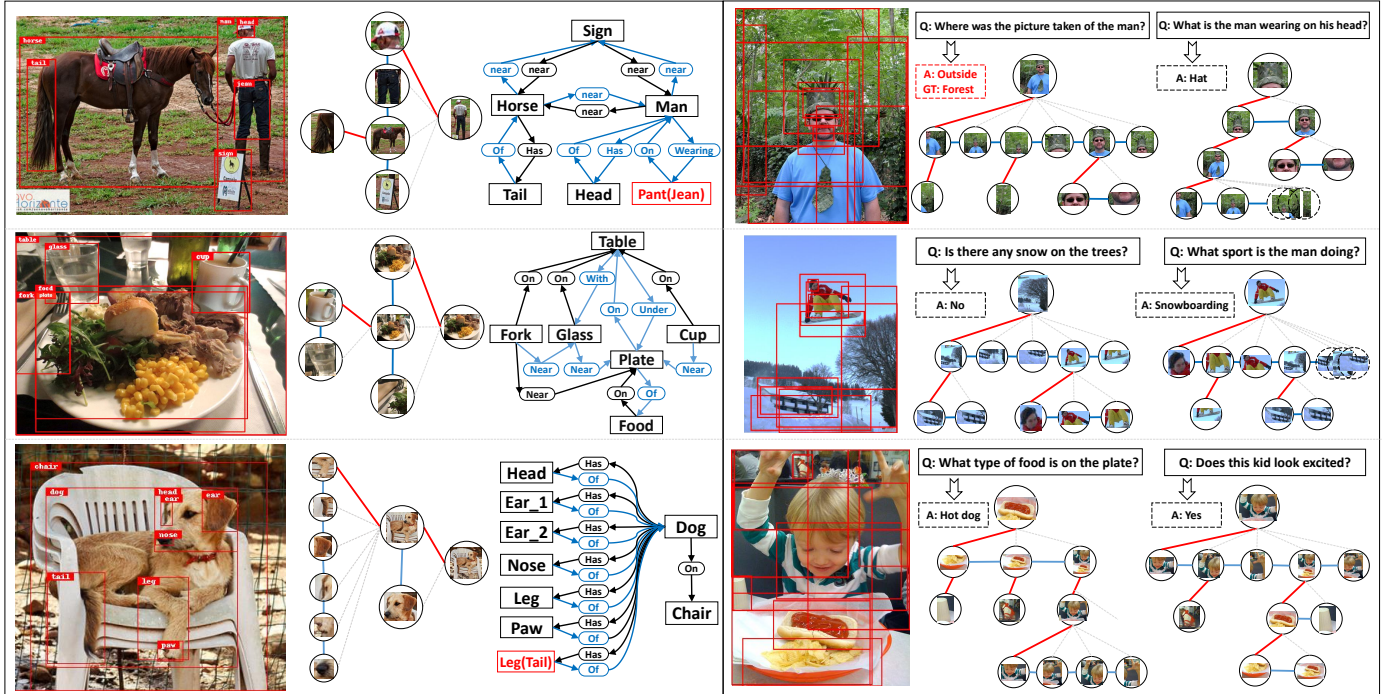 man head
horse
tail
jean
sign
Sign
near near near near
Horse near Man
near
Of Has Of Has On Wearing
Tail Head Pant(Jean)
table
glass
cup
food
fork plate
Table
On On With On
On Under
Fork Glass Cup
Plate
Near Near Near
Near On Of
Food
chair
dog head ear
ear
nose
tail
leg
paw
Head Has
Of
Ear_1 Has
Of
Ear_2 Has
Of
Nose Has
Of
Leg Has
Of
Paw Has
Of
Leg(Tail) Has
Of
Dog
On
Chair
Q: Where was the picture taken of the man?
A: Outside
GT: Forest
Q: What is the man wearing on his head?
A: Hat
Q: Is there any snow on the trees?
A: No
Q: What sport is the man doing?
A: Snowboarding
Q: What type of food is on the plate?
A: Hot dog
Q: Does this kid look excited?
A: Yes